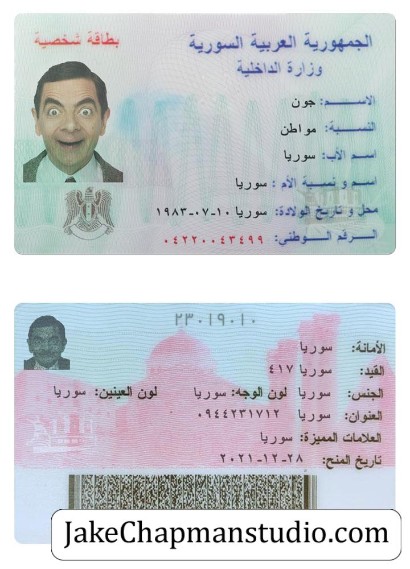 الجمهورية العربية السورية
بطاقة شخصية
وزارة الداخلية
الاسم: جون
النسبة: مواطن
اسم الأب: سوريا
اسم و نسبة الأم : سوريا
محل و تاريخ الولادة: سوريا ١٠-٠٧-١٩٨٣
الرقم الوطني: ٠٤٢٢٠٠٤٣٤٩٩
٢٣٠١٩٠١٠
الأمانة: سوريا
القيد: سوريا ٤١٧
الجنس: سوريا لون الوجه: سوريا لون العينين: سوريا
العنوان: سوريا ٠٩٤٤٢٣١٧١٢
العلامات المميزة: سوريا
تاريخ المنح: ٢٨-١٢-٢٠٢١
JakeChapmanstudio.com